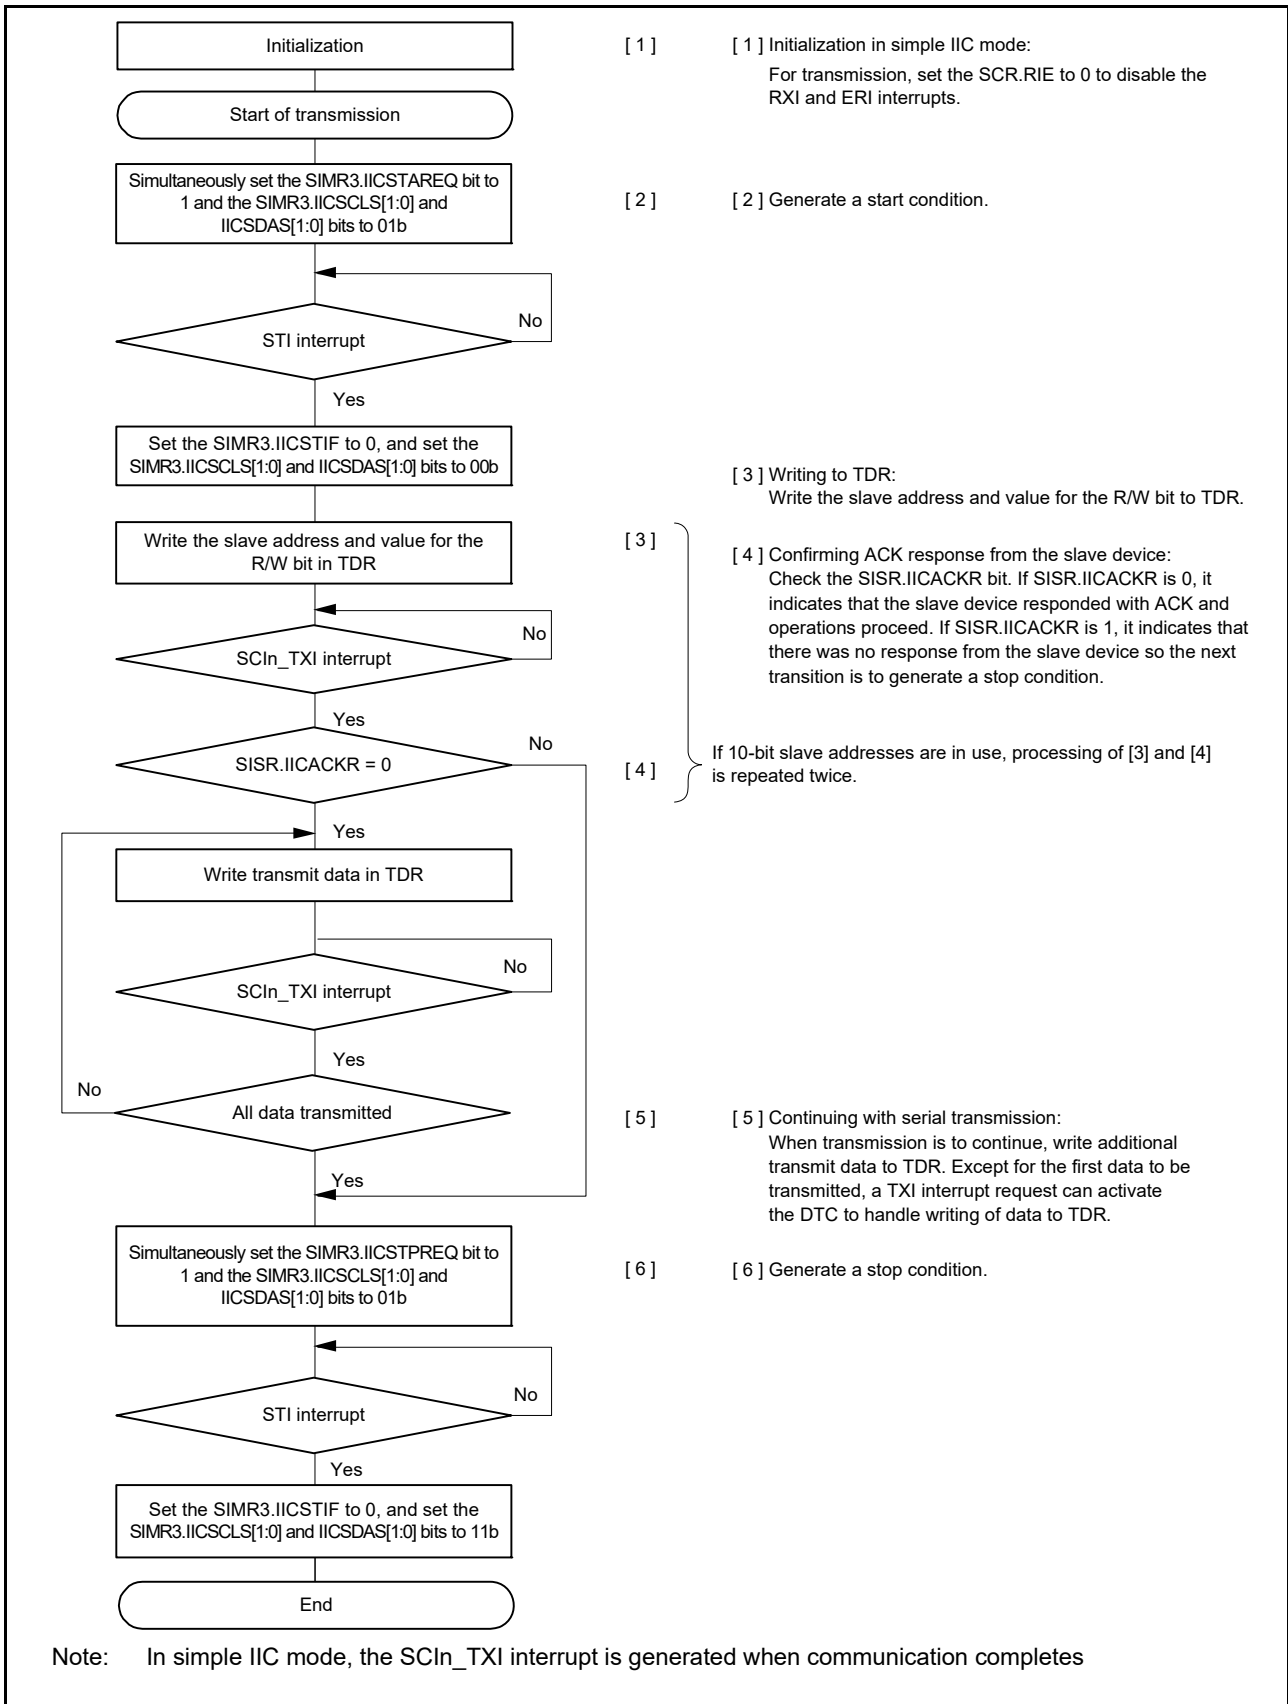 Initialization
[ 1 ]
[ 1 ] Initialization in simple IIC mode:
For transmission, set the SCR.RIE to 0 to disable the
RXI and ERI interrupts.
Start of transmission
Simultaneously set the SIMR3.IICSTAREQ bit to
1 and the SIMR3.IICSCLS[1:0] and
IICSDAS[1:0] bits to 01b
[ 2 ]
[ 2 ] Generate a start condition.
STI interrupt
No
Yes
Set the SIMR3.IICSTIF to 0, and set the
SIMR3.IICSCLS[1:0] and IICSDAS[1:0] bits to 00b
[ 3 ] Writing to TDR:
Write the slave address and value for the R/W bit to TDR.
Write the slave address and value for the
R/W bit in TDR
[ 3 ]
[ 4 ] Confirming ACK response from the slave device:
Check the SISR.IICACKR bit. If SISR.IICACKR is 0, it
indicates that the slave device responded with ACK and
operations proceed. If SISR.IICACKR is 1, it indicates that
there was no response from the slave device so the next
transition is to generate a stop condition.
SCIn_TXI interrupt
No
Yes
SISR.IICACKR = 0
No
[ 4 ]
If 10-bit slave addresses are in use, processing of [3] and [4]
is repeated twice.
Yes
Write transmit data in TDR
SCIn_TXI interrupt
No
Yes
No
All data transmitted
[ 5 ]
[ 5 ] Continuing with serial transmission:
When transmission is to continue, write additional
transmit data to TDR. Except for the first data to be
transmitted, a TXI interrupt request can activate
the DTC to handle writing of data to TDR.
Yes
Simultaneously set the SIMR3.IICSTPREQ bit to
1 and the SIMR3.IICSCLS[1:0] and
IICSDAS[1:0] bits to 01b
[ 6 ]
[ 6 ] Generate a stop condition.
STI interrupt
No
Yes
Set the SIMR3.IICSTIF to 0, and set the
SIMR3.IICSCLS[1:0] and IICSDAS[1:0] bits to 11b
End
Note: In simple IIC mode, the SCIn_TXI interrupt is generated when communication completes